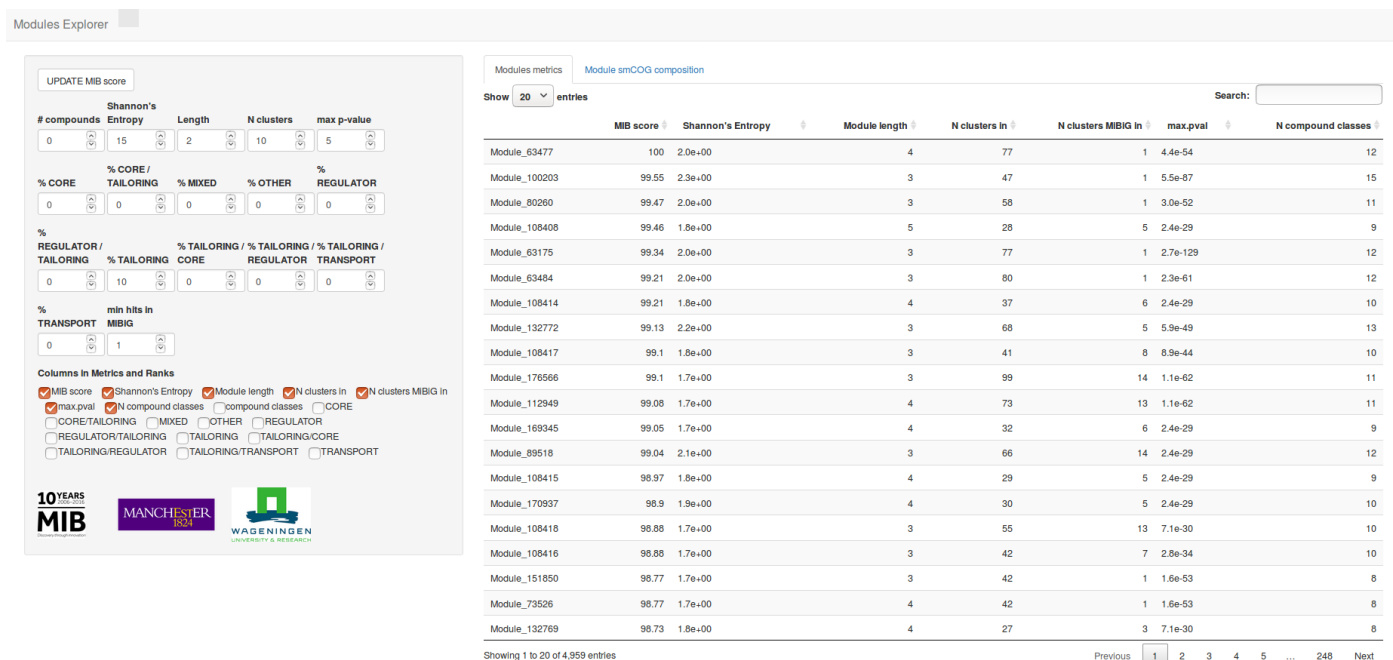 Modules Explorer
UPDATE MIB score
Shannon's
# compounds Entropy Length N clusters max p-value
0 15 2 10 5
% CORE /
%
% CORE TAILORING % MIXED % OTHER REGULATOR
0 0 0 0 0
%
REGULATOR / % TAILORING / % TAILORING / % TAILORING /
TAILORING % TAILORING CORE REGULATOR TRANSPORT
0 10 0 0 0
% min hits in
TRANSPORT MIBIG
0 1
Columns in Metrics and Ranks
MIB score Shannon's Entropy Module length N clusters in N clusters MIBiG in
max.pval N compound classes compound classes CORE
CORE/TAILORING MIXED OTHER REGULATOR
REGULATOR/TAILORING TAILORING TAILORING/CORE
TAILORING/REGULATOR TAILORING/TRANSPORT TRANSPORT
10 YEARS
2006-2016
MIB
Discovery through innovation
MANCHESTER
1824
WAGENINGEN
UNIVERSITY & RESEARCH
Modules metrics Module smCOG composition
Show 20 entries Search:
MIB score Shannon's Entropy Module length N clusters in N clusters MIBiG in max.pval N compound classes
Module_63477 100 2.0e+00 4 77 1 4.4e-54 12
Module_100203 99.55 2.3e+00 3 47 1 5.5e-87 15
Module_80260 99.47 2.0e+00 3 58 1 3.0e-52 11
Module_108408 99.46 1.8e+00 5 28 5 2.4e-29 9
Module_63175 99.34 2.0e+00 3 77 1 2.7e-129 12
Module_63484 99.21 2.0e+00 3 80 1 2.3e-61 12
Module_108414 99.21 1.8e+00 4 37 6 2.4e-29 10
Module_132772 99.13 2.2e+00 3 68 5 5.9e-49 13
Module_108417 99.1 1.8e+00 3 41 8 8.9e-44 10
Module_176566 99.1 1.7e+00 3 99 14 1.1e-62 11
Module_112949 99.08 1.7e+00 4 73 13 1.1e-62 11
Module_169345 99.05 1.7e+00 4 32 6 2.4e-29 9
Module_89518 99.04 2.1e+00 3 66 14 2.4e-29 12
Module_108415 98.97 1.8e+00 4 29 5 2.4e-29 9
Module_170937 98.9 1.9e+00 4 30 5 2.4e-29 10
Module_108418 98.88 1.7e+00 3 55 13 7.1e-30 10
Module_108416 98.88 1.7e+00 3 42 7 2.8e-34 10
Module_151850 98.77 1.7e+00 3 42 1 1.6e-53 8
Module_73526 98.77 1.7e+00 4 42 1 1.6e-53 8
Module_132769 98.73 1.8e+00 4 27 3 7.1e-30 8
Showing 1 to 20 of 4,959 entries Previous 1 2 3 4 5 ... 248 Next